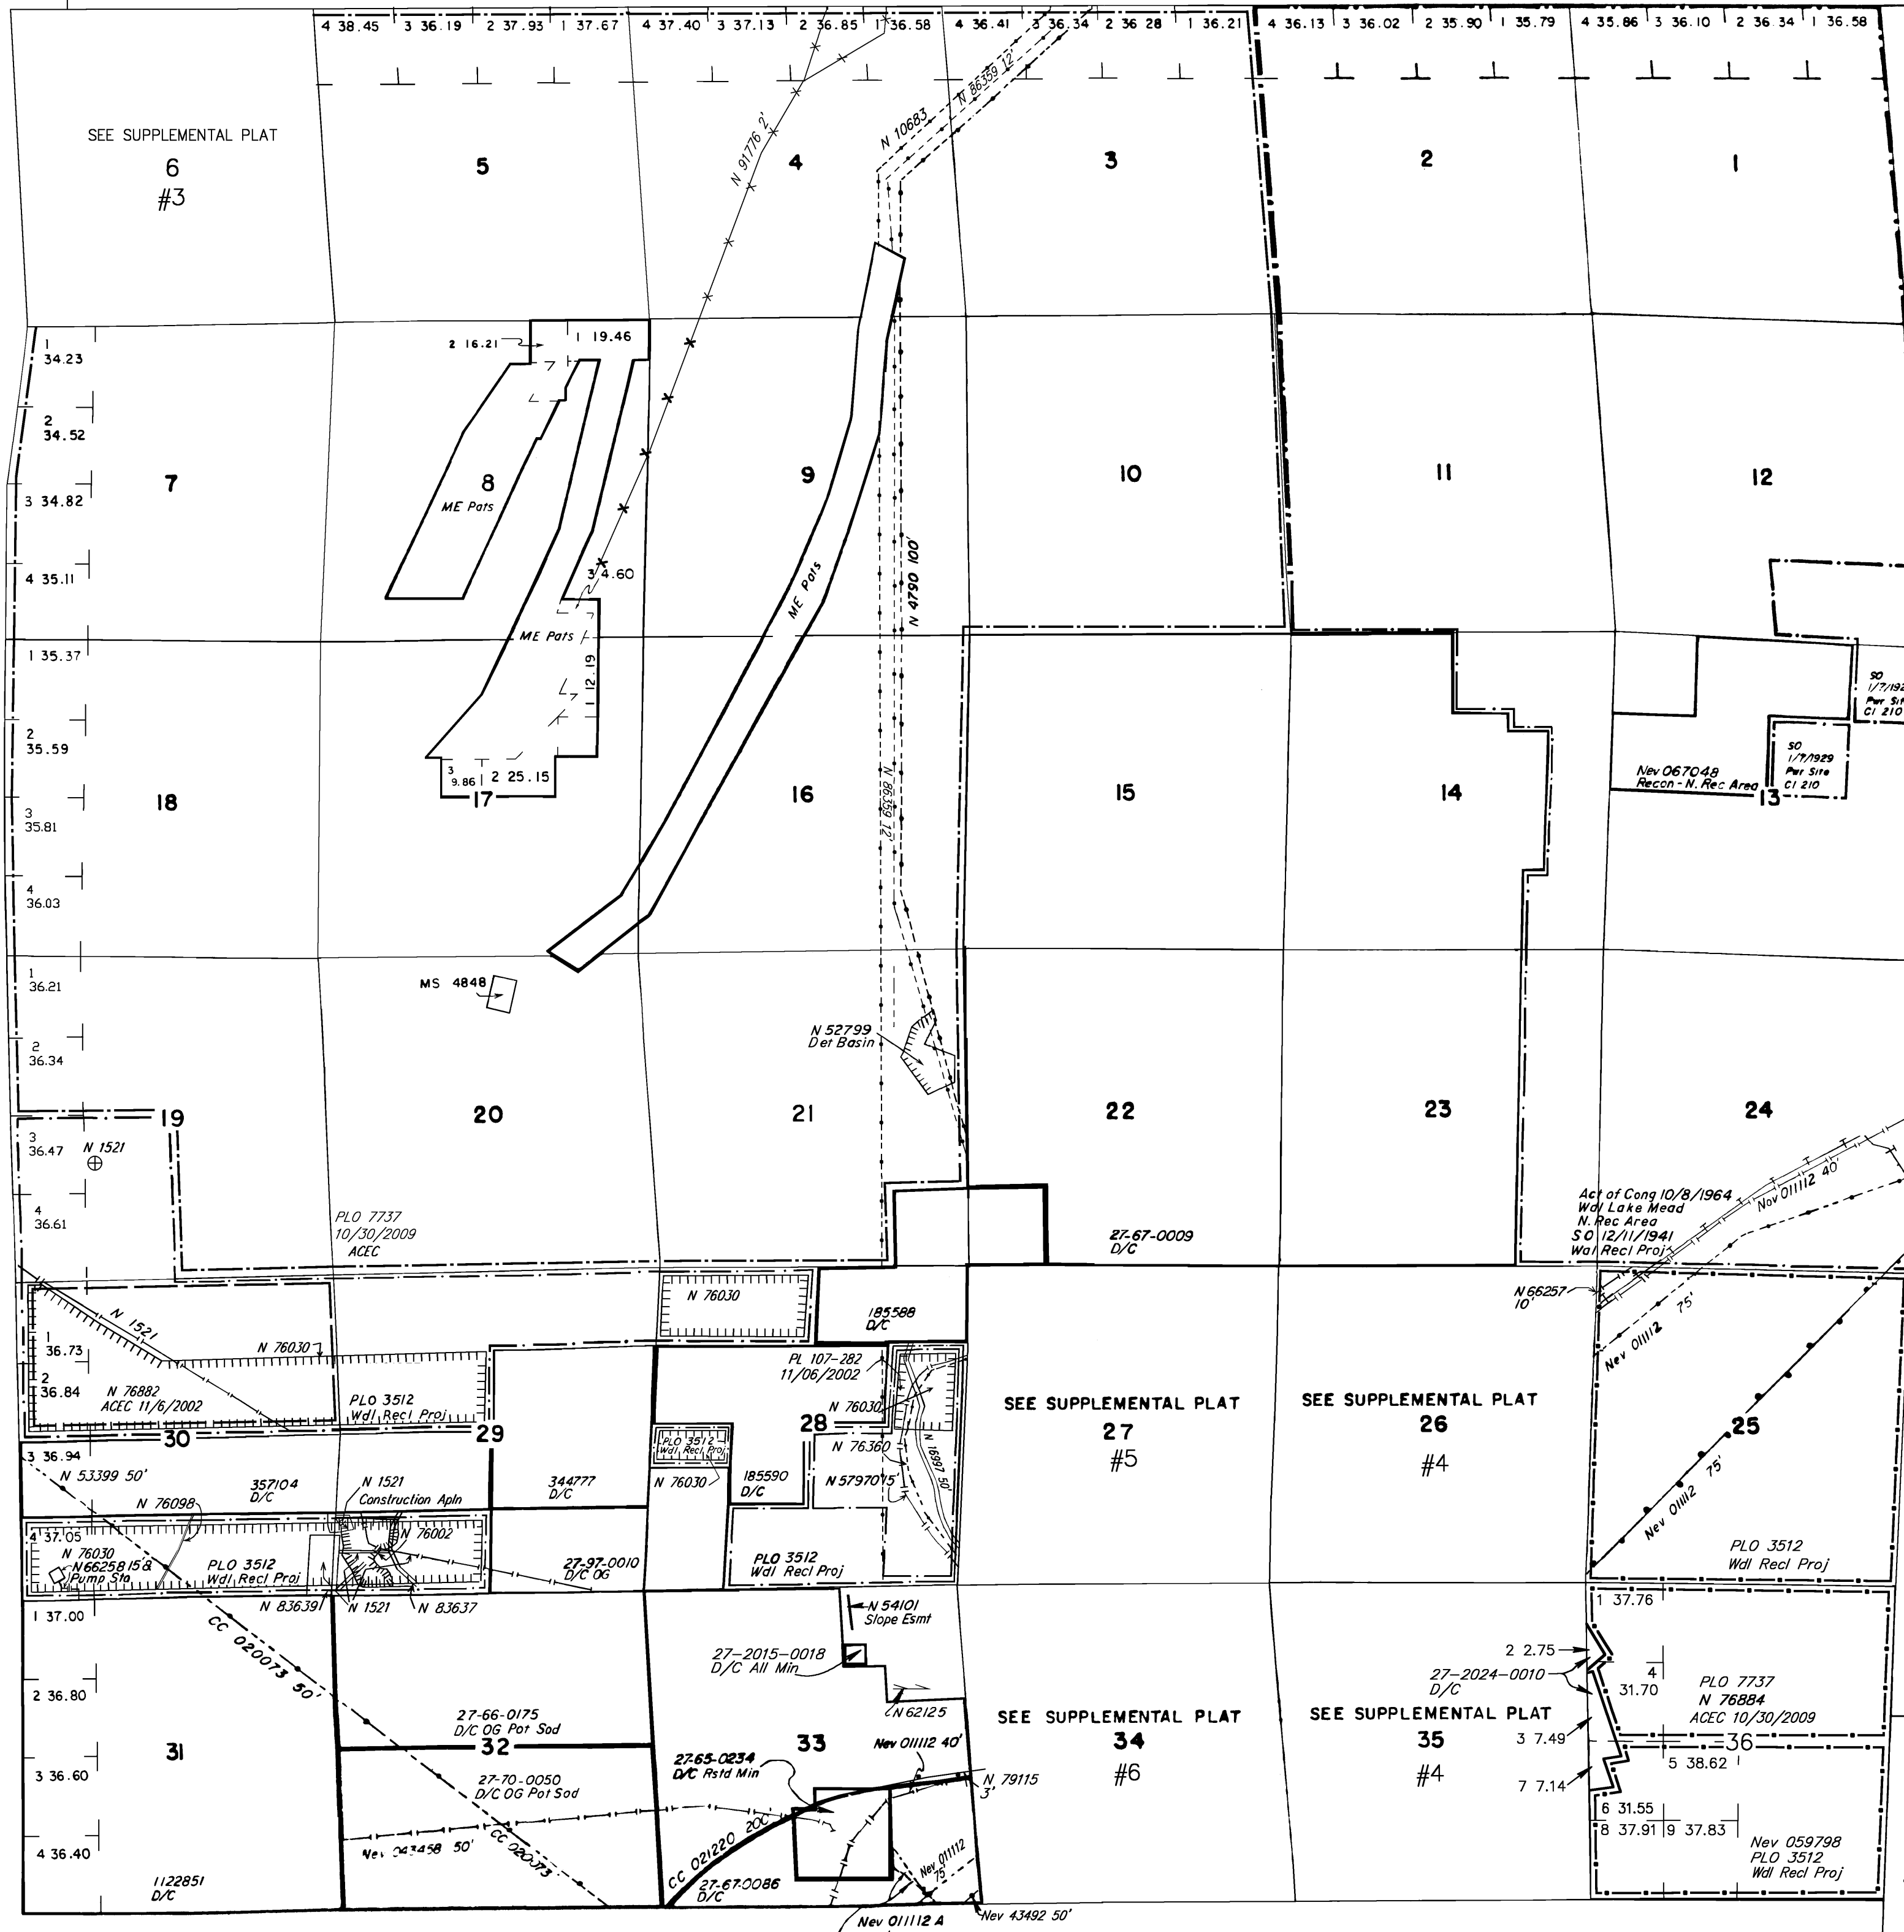 4 38.45 3 36.19 2 37.93 1 37.67 4 37.40 3 37.13 2 36.85 1 36.58 4 36.41 3 36.34 2 36 28 1 36.21 4 36.13 3 36.02 2 35.90 1 35.79 4 35.86 3 36.10 2 36.34 1 36.58
SEE SUPPLEMENTAL PLAT
6
#3
5
N 91776 2'
4
N 10683
N 86359 12'
3
2
1
1
34.23
2
34.52
3 34.82
4 35.11
7
2 16.21
1 19.46
8
ME Pats
3 4.60
9
ME Pats
N 4790 100'
10
11
12
1 35.37
2
35.59
3
35.81
4
36.03
18
ME Pats
1 12.19
3
9.86
2 25.15
17
16
N 86359 12'
15
14
Nev 067048
Recon - N. Rec Area
13
SO
1/7/1929
Pwr Site
Cl 210
SO
1/7/192
Pwr Sit
Cl 210
1
36.21
2
36.34
19
3
36.47
N 1521
4
36.61
MS 4848
20
PLO 7737
10/30/2009
ACEC
N 52799
Det Basin
21
22
27-67-0009
D/C
23
24
Act of Cong 10/8/1964
Wdl Lake Mead
N. Rec Area
S O 12/11/1941
Wdl Recl Proj
Nev 011112 40'
N 66257
10'
Nev 011112 75'
N 1521
1
36.73
2
36.84
N 76882
ACEC 11/6/2002
N 76030
PLO 3512
Wdl Recl Proj
30
29
3 36.94
N 53399 50'
N 76098
357104
D/C
N 1521
Construction Apln
N 76002
344777
D/C
4 37.05
N 76030
N 66258 15' &
Pump Sta
PLO 3512
Wdl Recl Proj
27-97-0010
D/C OG
N 83639
N 1521
N 83637
N 76030
185588
D/C
PL 107-282
11/06/2002
N 76030
28
PLO 3512
Wdl Recl Proj
N 76030
185590
D/C
N 76360
N 57970 15'
N 16997 50'
PLO 3512
Wdl Recl Proj
SEE SUPPLEMENTAL PLAT
27
#5
SEE SUPPLEMENTAL PLAT
26
#4
25
Nev 011112 75'
PLO 3512
Wdl Recl Proj
1 37.00
2 36.80
3 36.60
4 36.40
CC 020073 50'
31
1122851
D/C
27-66-0175
D/C OG Pot Sod
32
27-70-0050
D/C OG Pot Sod
Nev 043458 50'
CC 020073
N 54101
Slope Esmt
27-2015-0018
D/C All Min
N 62125
33
27-65-0234
D/C Rstd Min
Nev 011112 40'
N 79115
3'
CC 021220 200'
27-67-0086
D/C
Nev 011112
75'
Nev 011112 A
Nev 43492 50'
SEE SUPPLEMENTAL PLAT
34
#6
SEE SUPPLEMENTAL PLAT
35
#4
1 37.76
2 2.75
27-2024-0010
D/C
4
31.70
3 7.49
7 7.14
PLO 7737
N 76884
ACEC 10/30/2009
36
5 38.62
6 31.55
8 37.91
9 37.83
Nev 059798
PLO 3512
Wdl Recl Proj